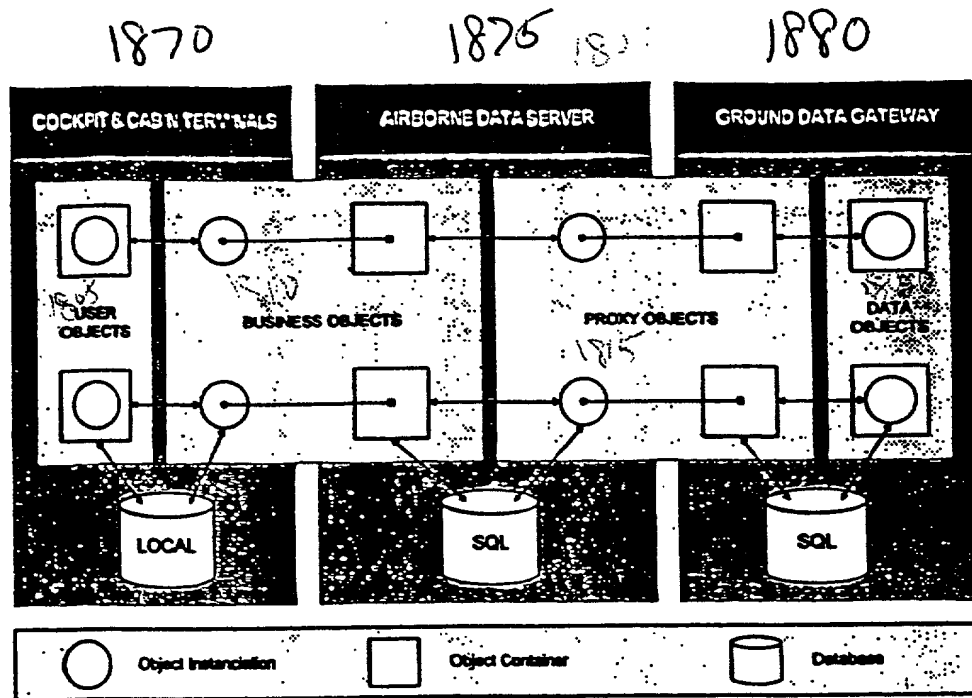 1870 1875 1880
COCKPIT & CABIN TERMINALS AIRBORNE DATA SERVER GROUND DATA GATEWAY
USER OBJECTS BUSINESS OBJECTS PROXY OBJECTS DATA OBJECTS
1815
LOCAL SQL SQL
Object Instanciation Object Container Database